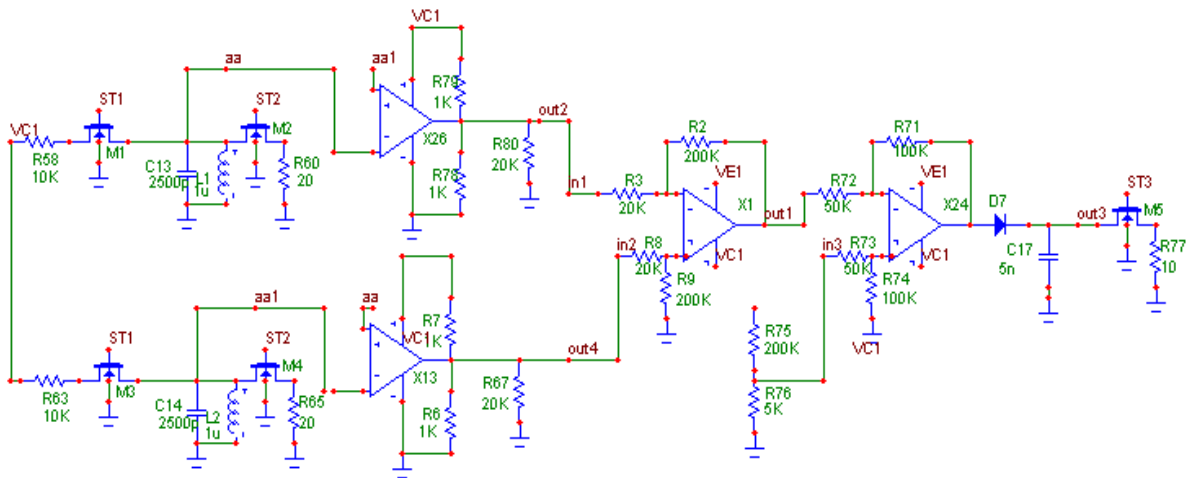 VC1
aa
aa1
R79
1K
ST1
ST2
out2
VC1
M2
X26
R2
200K
R71
100K
R58
10K
M1
R80
20K
R78
1K
C13
2500p
L1
1u
R60
20
in1
R3
20K
VE1
R72
50K
VE1
ST3
X1
out1
X24
D7
out3
M5
in2
R8
20K
VC1
in3
R73
50K
VC1
R77
10
R9
200K
R74
100K
C17
5n
aa1
aa
ST1
ST2
R7
1K
VC1
out4
R75
200K
VC1
M4
X13
R63
10K
M3
R67
20K
R76
5K
C14
2500p
L2
1u
R65
20
R6
1K